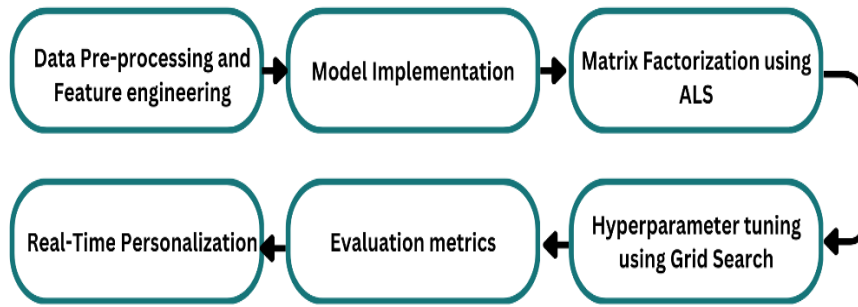 Data Pre-processing and
Feature engineering
Model Implementation
Matrix Factorization using
ALS
Hyperparameter tuning
using Grid Search
Evaluation metrics
Real-Time Personalization